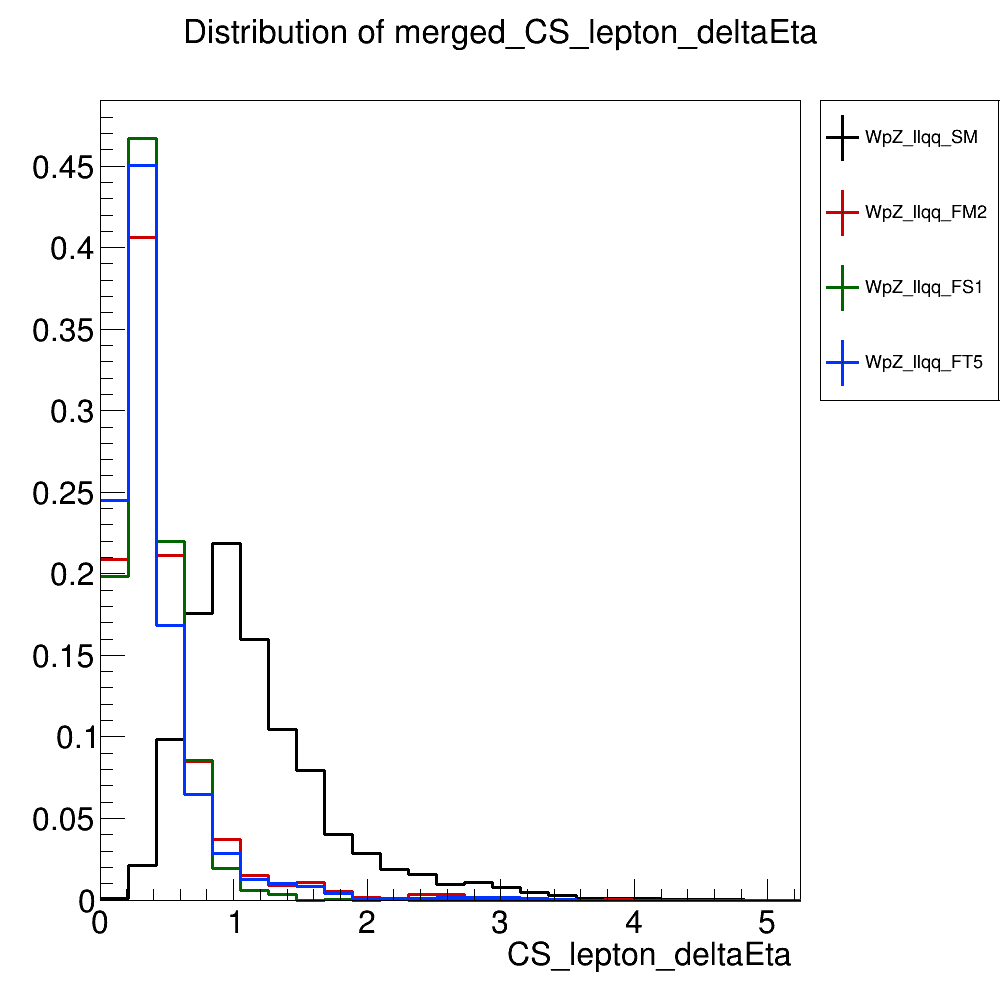 Distribution of merged_CS_lepton_deltaEta
WpZ_llqq_SM
WpZ_llqq_FM2
WpZ_llqq_FS1
WpZ_llqq_FT5
0.45
0.4
0.35
0.3
0.25
0.2
0.15
0.1
0.05
0
0 1 2 3 4 5
CS_lepton_deltaEta